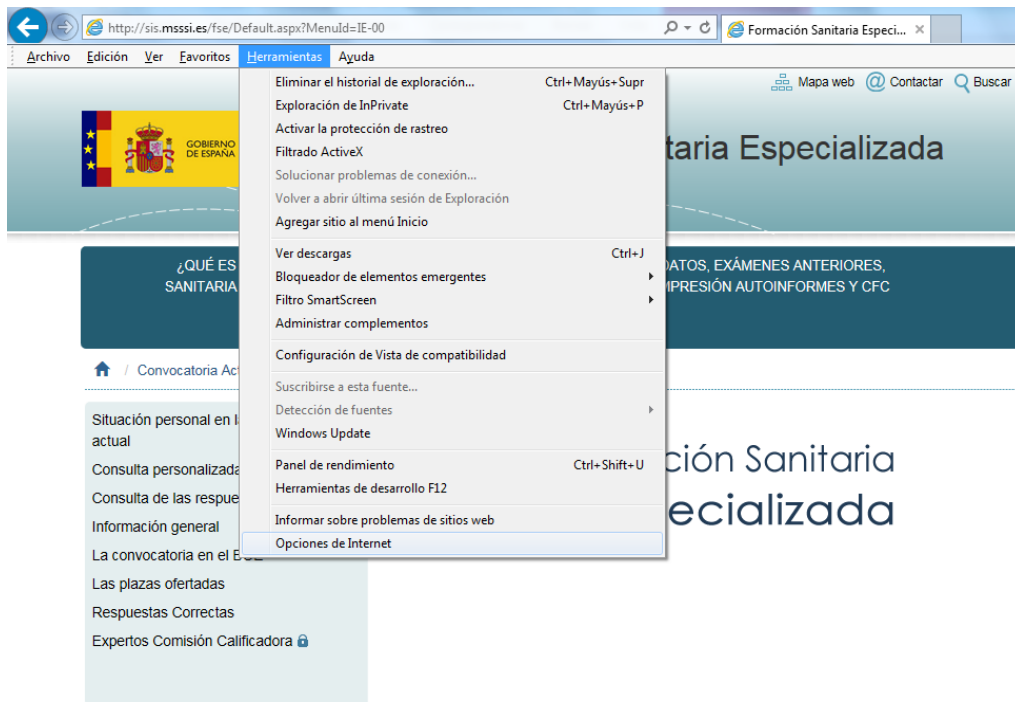 http://sis.msssi.es/fse/Default.aspx?MenuId=IE-00
Formación Sanitaria Especi...
Archivo Edición Ver Favoritos Herramientas Ayuda
Eliminar el historial de exploración... Ctrl+Mayús+Supr
Exploración de InPrivate Ctrl+Mayús+P
Activar la protección de rastreo
Filtrado ActiveX
Solucionar problemas de conexión...
Volver a abrir última sesión de Exploración
Agregar sitio al menú Inicio
Ver descargas Ctrl+J
Bloqueador de elementos emergentes
Filtro SmartScreen
Administrar complementos
Configuración de Vista de compatibilidad
Suscribirse a esta fuente...
Detección de fuentes
Windows Update
Panel de rendimiento Ctrl+Shift+U
Herramientas de desarrollo F12
Informar sobre problemas de sitios web
Opciones de Internet
Mapa web Contactar Buscar
GOBIERNO
DE ESPAÑA
taria Especializada
¿QUÉ ES
SANITARIA
DATOS, EXÁMENES ANTERIORES,
MPRESIÓN AUTOINFORMES Y CFC
/ Convocatoria Ac
Situación personal en l
actual
Consulta personalizada
Consulta de las respue
Información general
La convocatoria en el BOE
Las plazas ofertadas
Respuestas Correctas
Expertos Comisión Calificadora
ción Sanitaria
ecializada